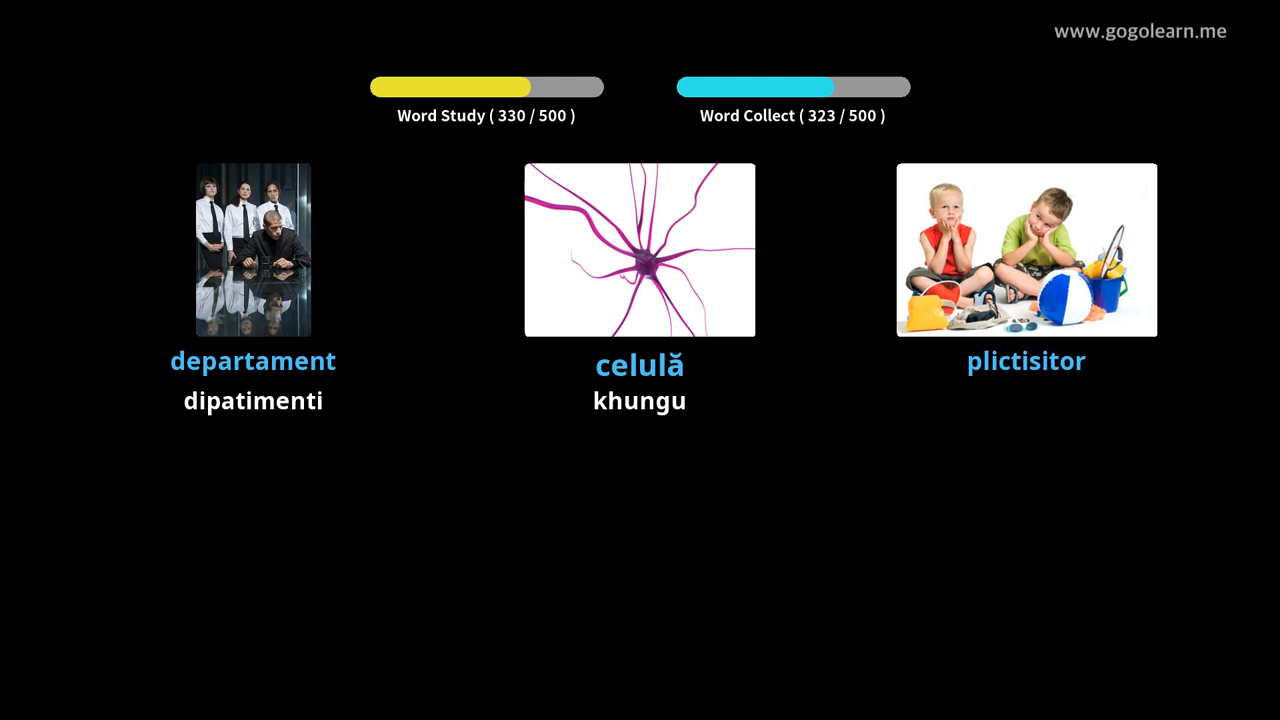 www.gogolearn.me
Word Study ( 330 / 500 )
Word Collect ( 323 / 500 )
departament
dipatimenti
celulă
khungu
plictisitor